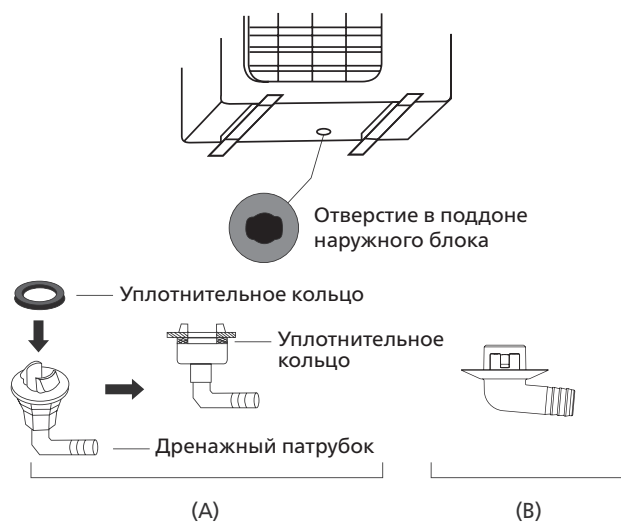 Отверстие в поддоне
наружного блока
Уплотнительное кольцо
Уплотнительное
кольцо
Дренажный патрубок
(A)
(B)